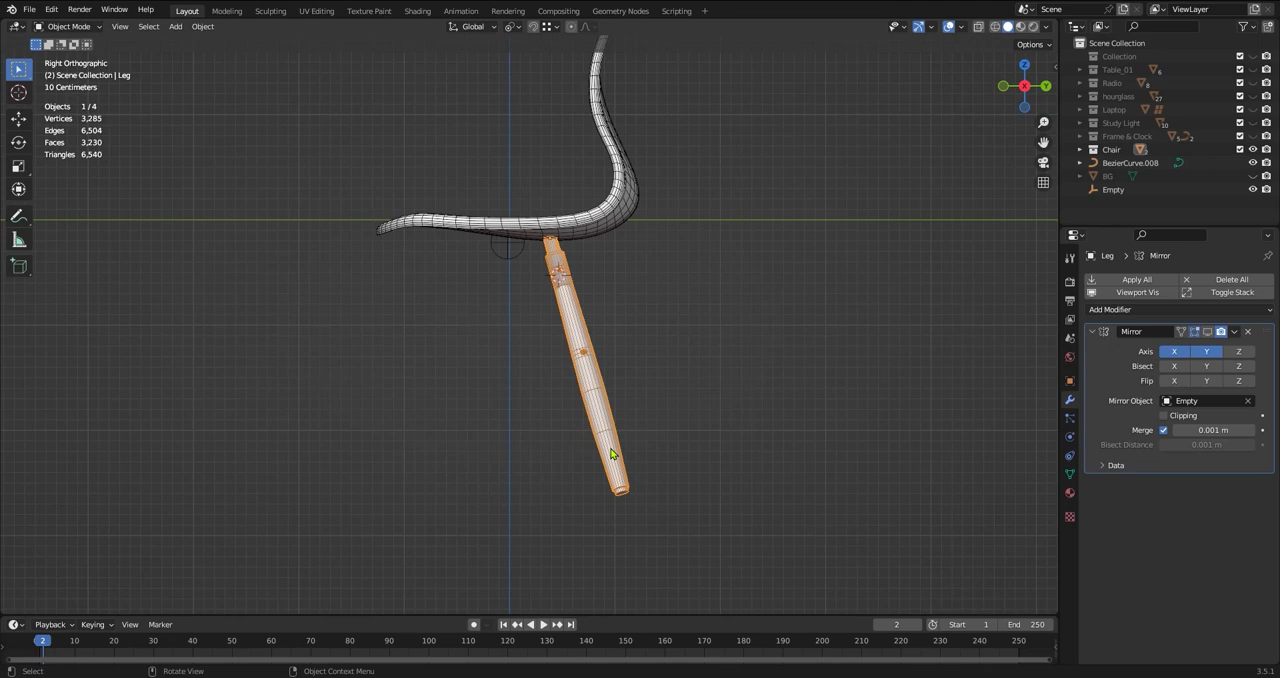 File Edit Render Window Help Layout Modeling Sculpting UV Editing Texture Paint Shading Animation Rendering Compositing Geometry Nodes Scripting + Scene ViewLayer
Object Mode View Select Add Object Global
Options
Right Orthographic
(2) Scene Collection | Leg
10 Centimeters
Objects 1 / 4
Vertices 3,285
Edges 6,504
Faces 3,230
Triangles 6,540
Z
X
Y
Scene Collection
Collection
Table_01 6
Radio 8
hourglass 27
Laptop
Study Light 10
Frame & Clock 5 2
Chair
BezierCurve.008
BG
Empty
Leg > Mirror
Apply All Delete All
Viewport Vis Toggle Stack
Add Modifier
Mirror
Axis X Y Z
Bisect X Y Z
Flip X Y Z
Mirror Object Empty
Clipping
Merge 0.001 m
Bisect Distance 0.001 m
Data
Playback Keying View Marker 2 Start 1 End 250
2 10 20 30 40 50 60 70 80 90 100 110 120 130 140 150 160 170 180 190 200 210 220 230 240 250
Select Rotate View Object Context Menu 3.5.1